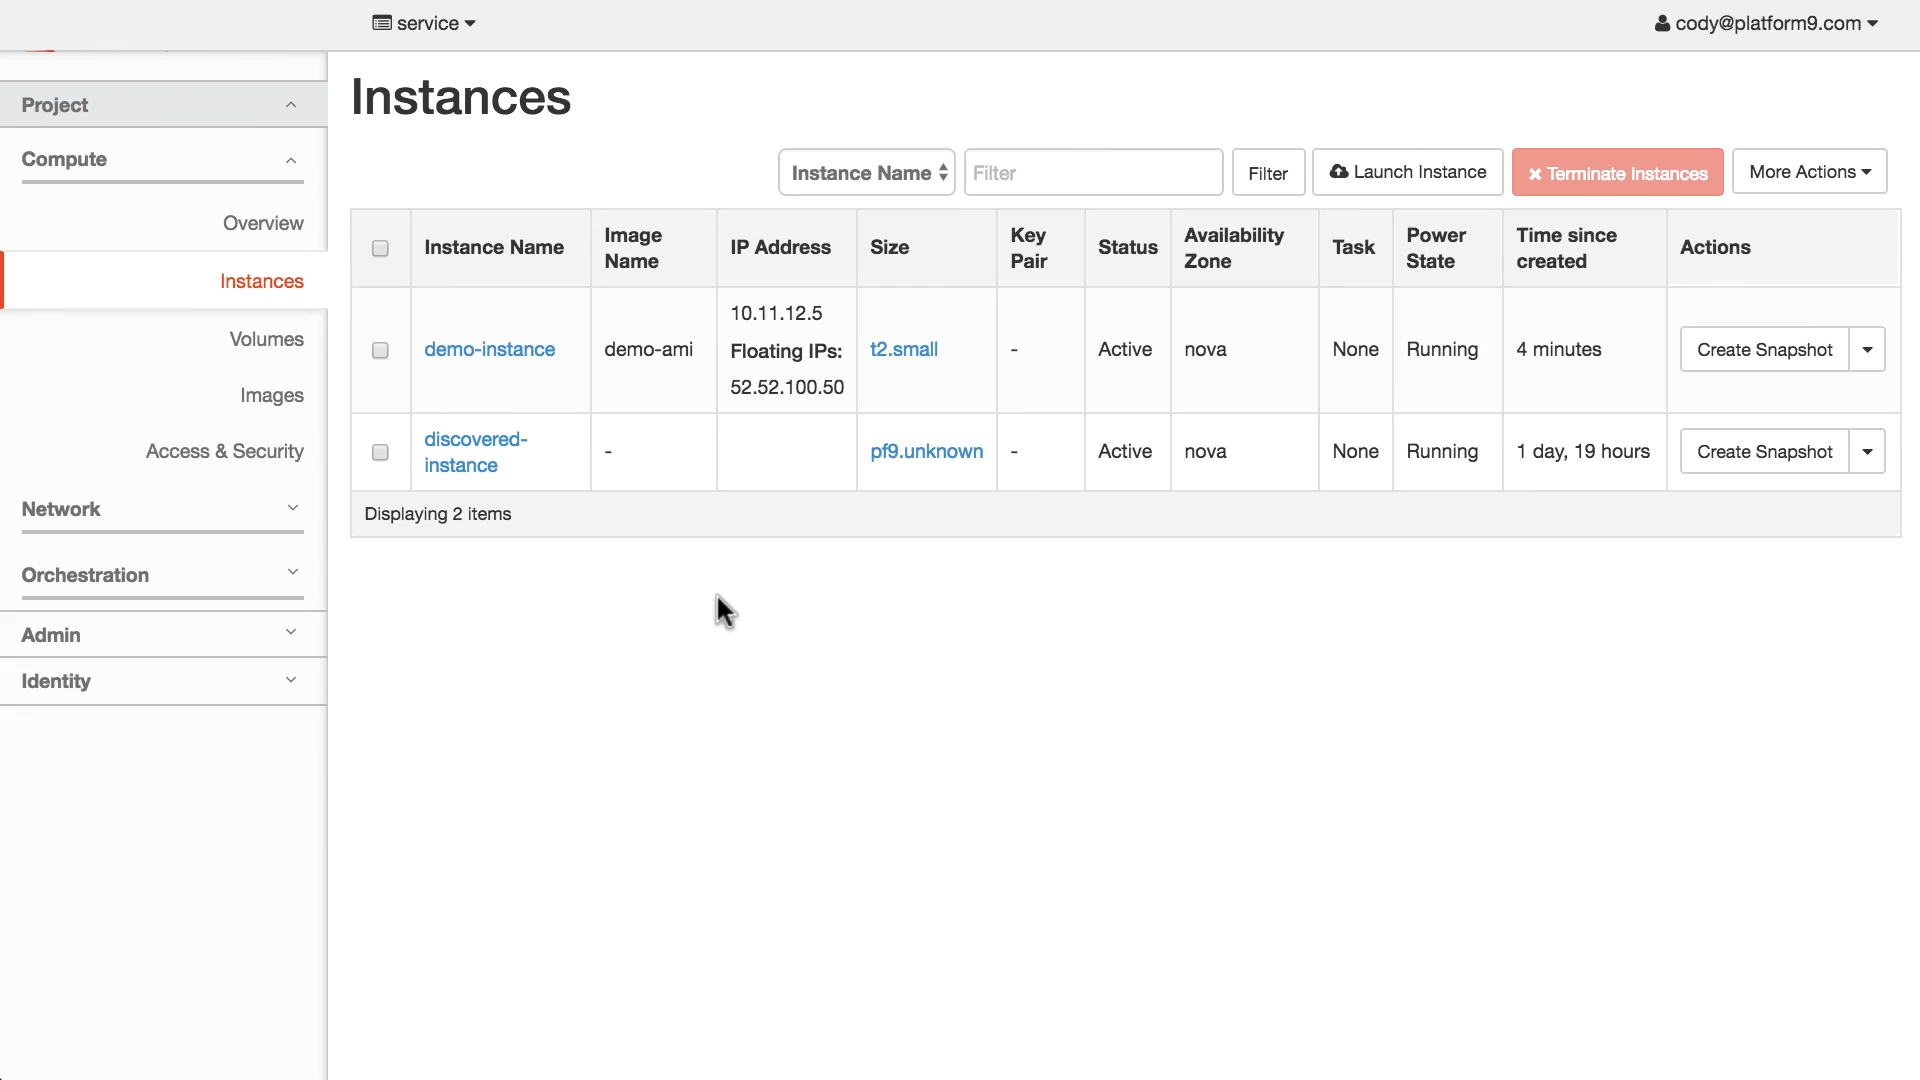 service
cody@platform9.com
Project
Compute
Overview
Instances
Volumes
Images
Access & Security
Network
Orchestration
Admin
Identity
Instances
Instance Name
Filter
Filter
Launch Instance
Terminate Instances
More Actions
Instance Name
Image
Name
IP Address
Size
Key
Pair
Status
Availability
Zone
Task
Power
State
Time since
created
Actions
demo-instance
demo-ami
10.11.12.5
Floating IPs:
52.52.100.50
t2.small
-
Active
nova
None
Running
4 minutes
Create Snapshot
discovered-
instance
-
pf9.unknown
-
Active
nova
None
Running
1 day, 19 hours
Create Snapshot
Displaying 2 items